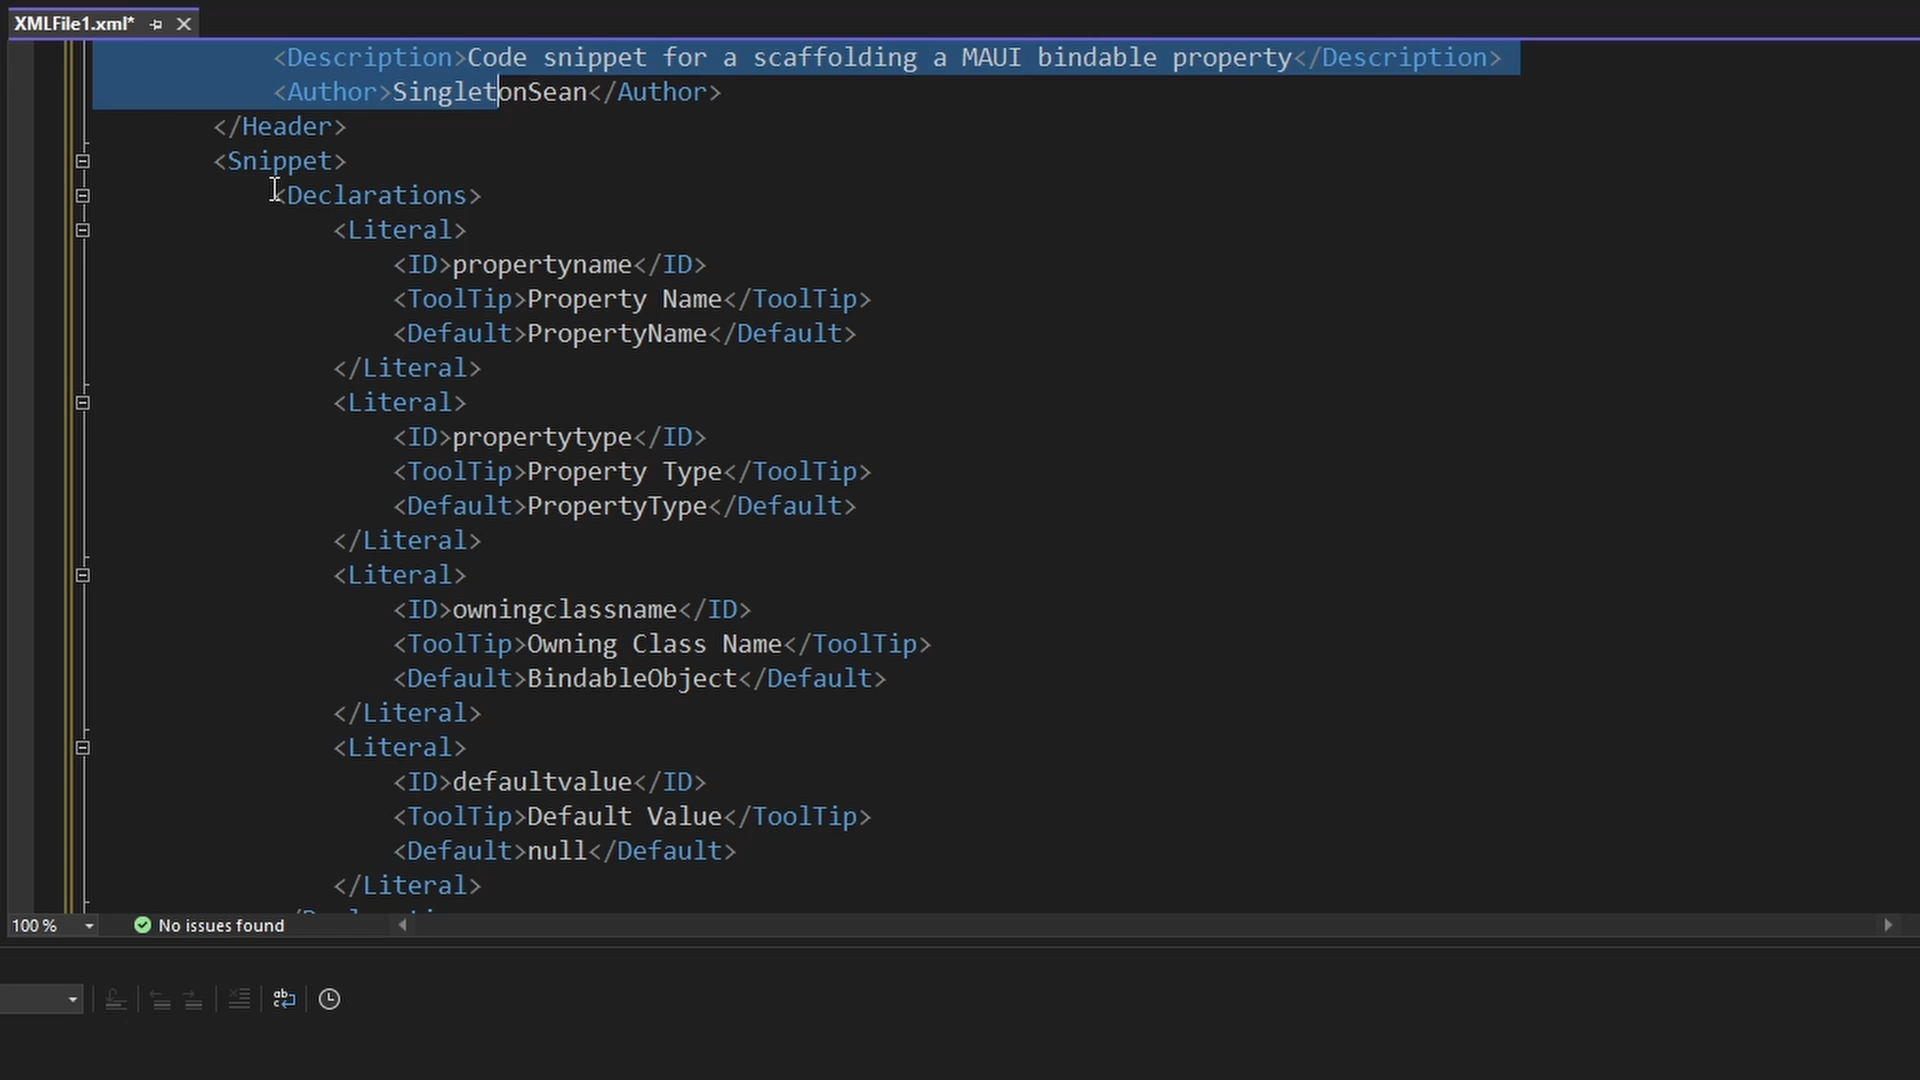 XMLFile1.xml*
<Description>Code snippet for a scaffolding a MAUI bindable property</Description>
<Author>SingletonSean</Author>
</Header>
<Snippet>
<Declarations>
<Literal>
<ID>propertyname</ID>
<ToolTip>Property Name</ToolTip>
<Default>PropertyName</Default>
</Literal>
<Literal>
<ID>propertytype</ID>
<ToolTip>Property Type</ToolTip>
<Default>PropertyType</Default>
</Literal>
<Literal>
<ID>owningclassname</ID>
<ToolTip>Owning Class Name</ToolTip>
<Default>BindableObject</Default>
</Literal>
<Literal>
<ID>defaultvalue</ID>
<ToolTip>Default Value</ToolTip>
<Default>null</Default>
</Literal>
100 %
No issues found